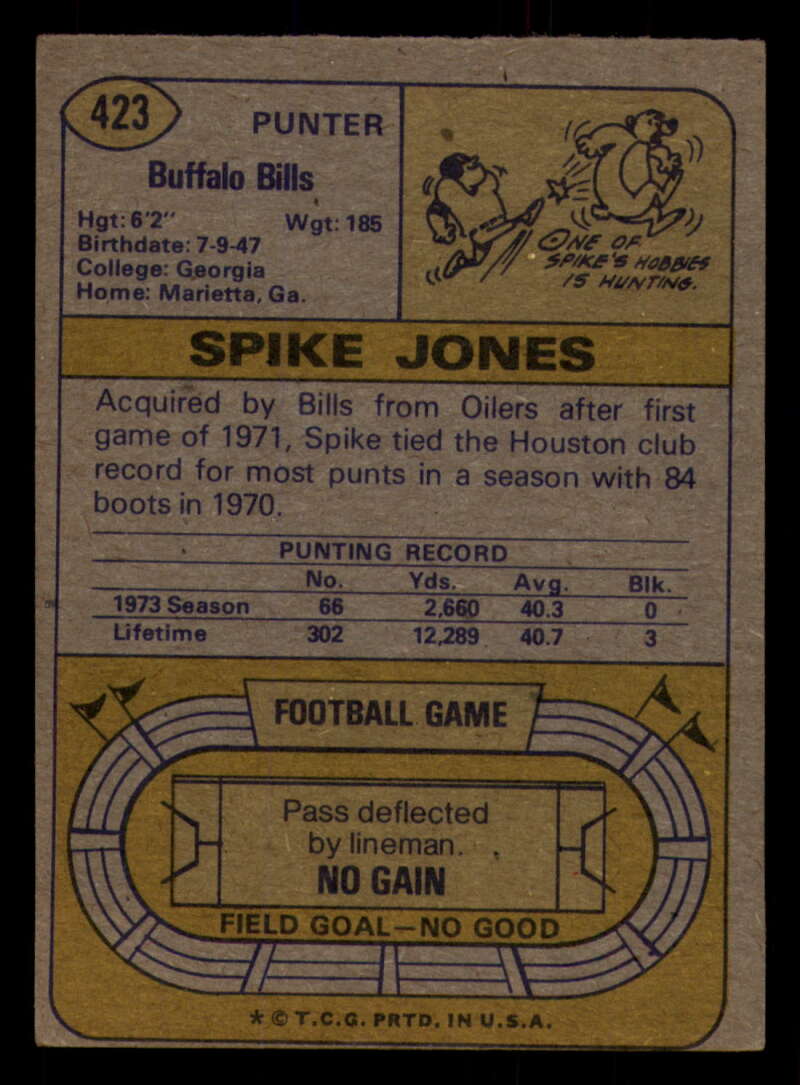 423
PUNTER
Buffalo Bills
Hgt: 6'2" Wgt: 185
Birthdate: 7-9-47
College: Georgia
Home: Marietta, Ga.
ONE OF
SPIKE'S HOBBIES
IS HUNTING.
SPIKE JONES
Acquired by Bills from Oilers after first
game of 1971, Spike tied the Houston club
record for most punts in a season with 84
boots in 1970.
PUNTING RECORD
No. Yds. Avg. Blk.
1973 Season 66 2,660 40.3 0
Lifetime 302 12,289 40.7 3
FOOTBALL GAME
Pass deflected
by lineman.
NO GAIN
FIELD GOAL—NO GOOD
* © T.C.G. PRTD. IN U.S.A.